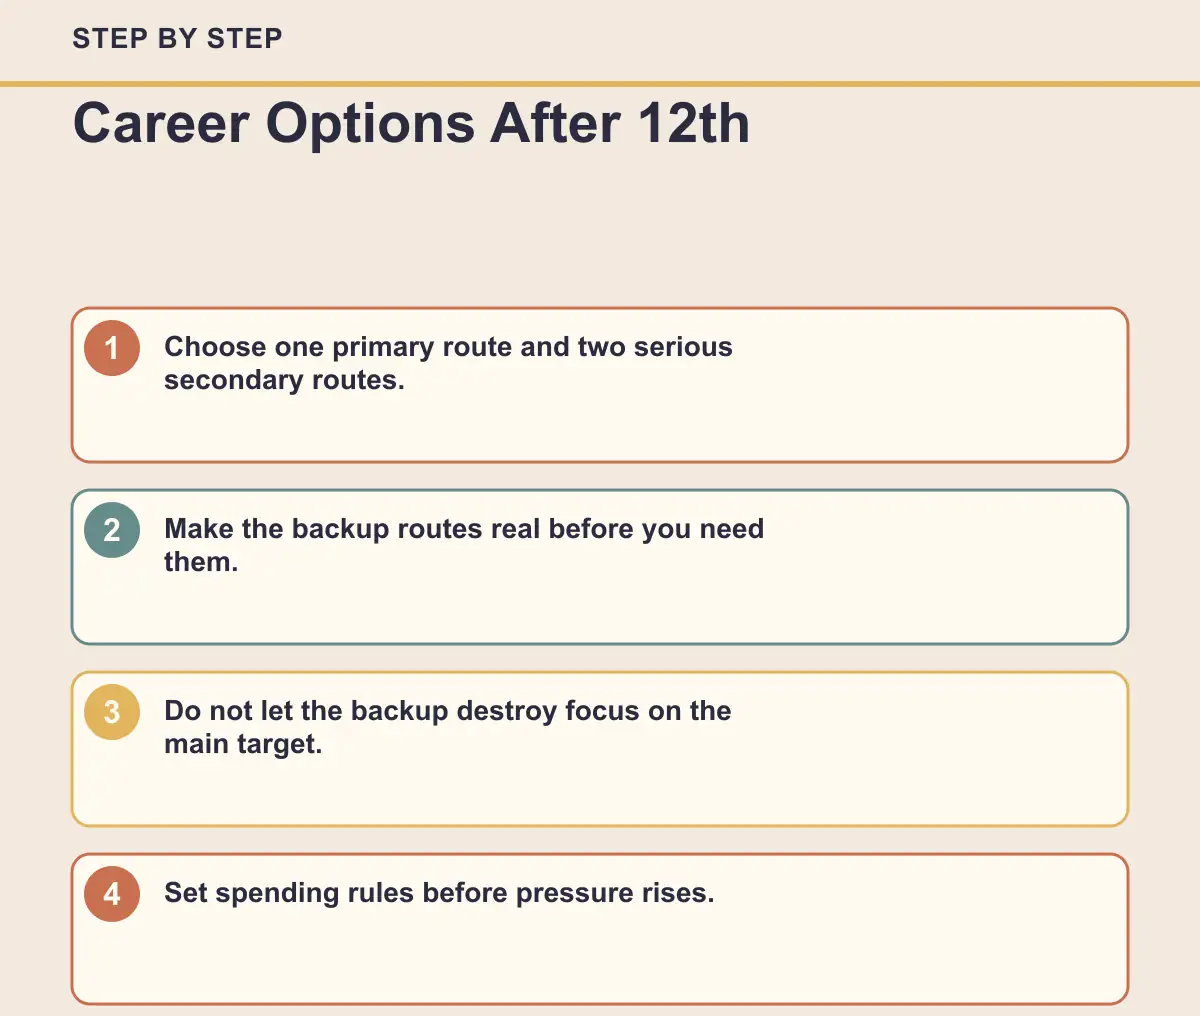 STEP BY STEP
Career Options After 12th
1
Choose one primary route and two serious
secondary routes.
2
Make the backup routes real before you need
them.
3
Do not let the backup destroy focus on the
main target.
4
Set spending rules before pressure rises.